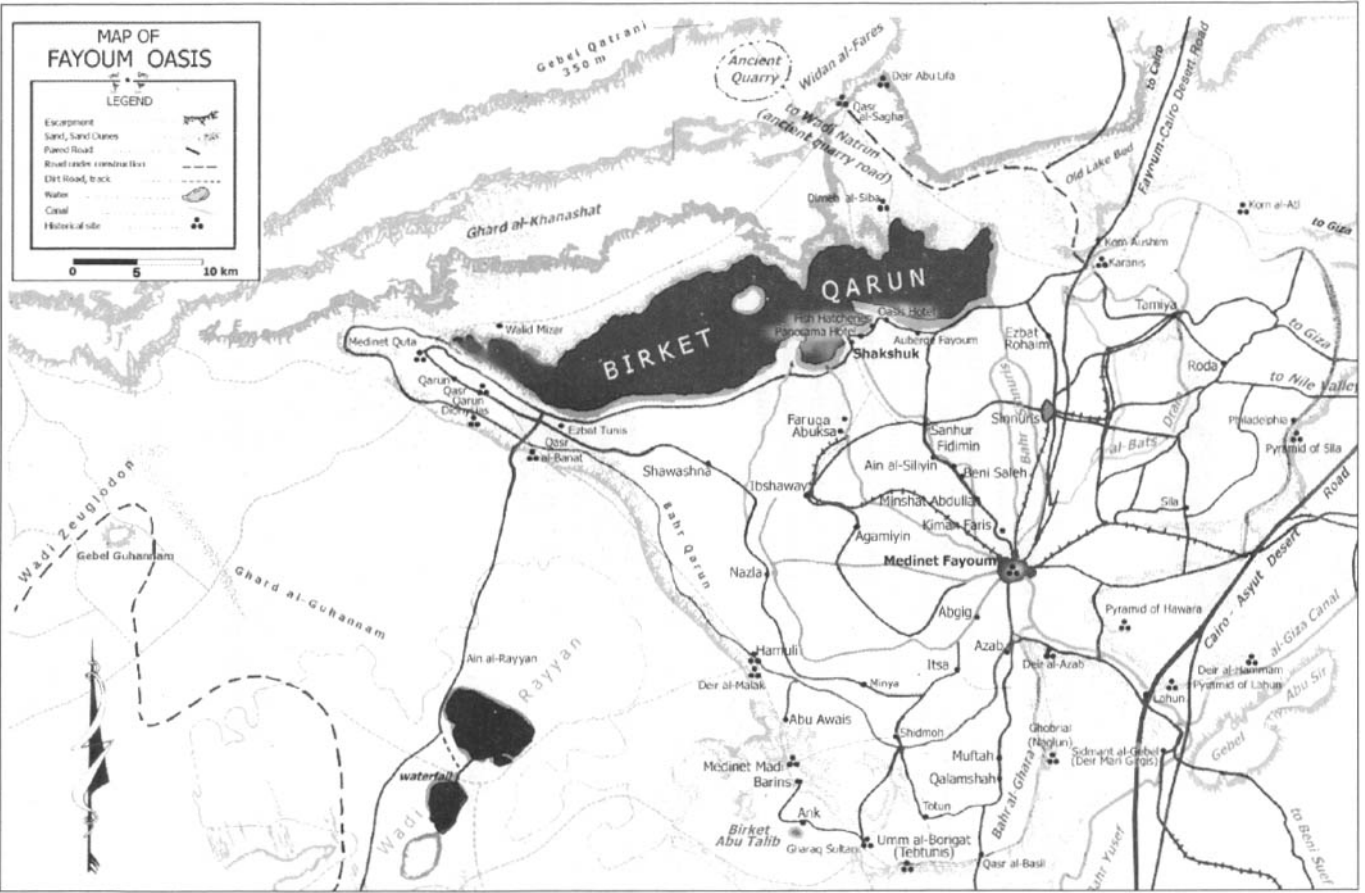 MAP OF
FAYOUM OASIS
LEGEND
Escarpment
Sand, Sand Dunes
Paved Road
Road under construction
Dirt Road, track
Water
Canal
Historical site
0 5 10 km
Gebel Qatrani
350 m
Ancient
Quarry
Widan al-Fares
Deir Abu Lifa
Qasr
al-Sagha
to Wadi Natrun
(ancient quarry road)
to Cairo
Fayoum-Cairo Desert Road
Old Lake Bed
Dimeh al-Siba
Kom al-Atl
to Giza
Ghard al-Khanashat
Kom Aushim
Karanis
BIRKET QARUN
Tamiya
Fish Hatcheries
Oasis Hotel
Panorama Hotel
Auberge Fayoum
Shakshuk
Ezbat
Rohaim
to Giza
Walid Mizar
Medinet Quta
Qarun
Qasr
Qarun
Dionysias
Roda
to Nile Valley
Ezbat Tunis
Qasr
al-Banat
Faruqa
Abuksa
Sanhur
Fidimin
Bahr Sinnuris
Sinnuris
al-Bats Drain
Philadelphia
Pyramid of Sila
Shawashna
Ain al-Siliyin
Beni Saleh
Ibshaway
Minshat Abdullah
Kiman Faris
Sila
Agamiyin
Wadi Zeuglodon
Gebel Guhannam
Ghard al-Guhannam
Bahr Qarun
Nazla
Medinet Fayoum
Cairo - Asyut Desert Road
Abgig
Pyramid of Hawara
al-Giza Canal
Ain al-Rayyan
Hamuli
Deir al-Malak
Itsa
Azab
Deir al-Azab
Deir al-Hammam
Pyramid of Lahun
Lahun
Gebel Abu Sir
Minya
Wadi Rayyan
Abu Awais
Shidmoh
Ghobrial
(Naqlun)
Sidmant al-Gebel
(Deir Mari Girgis)
waterfall
Medinet Madi
Barins
Muftah
Qalamshah
Bahr al-Ghara
Totun
Ank
Birket
Abu Talib
Gharaq Sultani
Umm al-Borigat
(Tebtunis)
Qasr al-Basil
Bahr Yusef
to Beni Suef